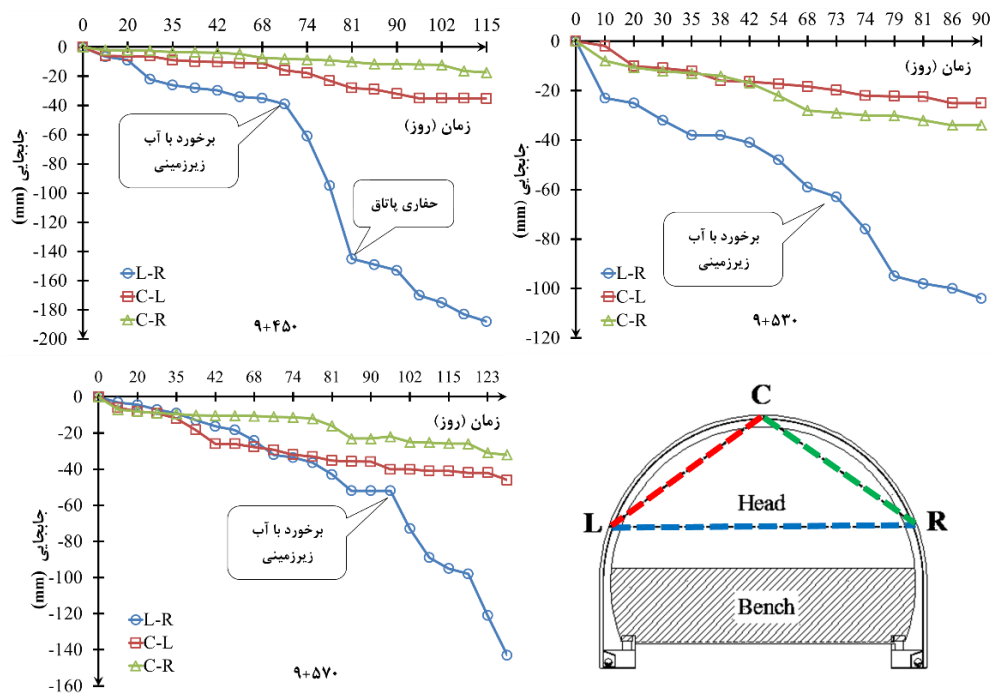 0 20 35 42 68 74 81 90 102 115
0
-20
-40
-60
-80
-100
-120
-140
-160
-180
-200
جابجایی (mm)
زمان (روز)
برخورد با آب
زیرزمینی
حفاری پاتاق
L-R
C-L
C-R
۹+۴۵۰
0 10 20 30 35 38 42 54 68 73 74 79 81 86 90
0
-20
-40
-60
-80
-100
-120
جابجایی (mm)
زمان (روز)
برخورد با آب
زیرزمینی
L-R
C-L
C-R
۹+۵۳۰
0 20 35 42 68 74 81 90 102 115 123
0
-20
-40
-60
-80
-100
-120
-140
-160
جابجایی (mm)
زمان (روز)
برخورد با آب
زیرزمینی
L-R
C-L
C-R
۹+۵۷۰
C
L
Head
R
Bench